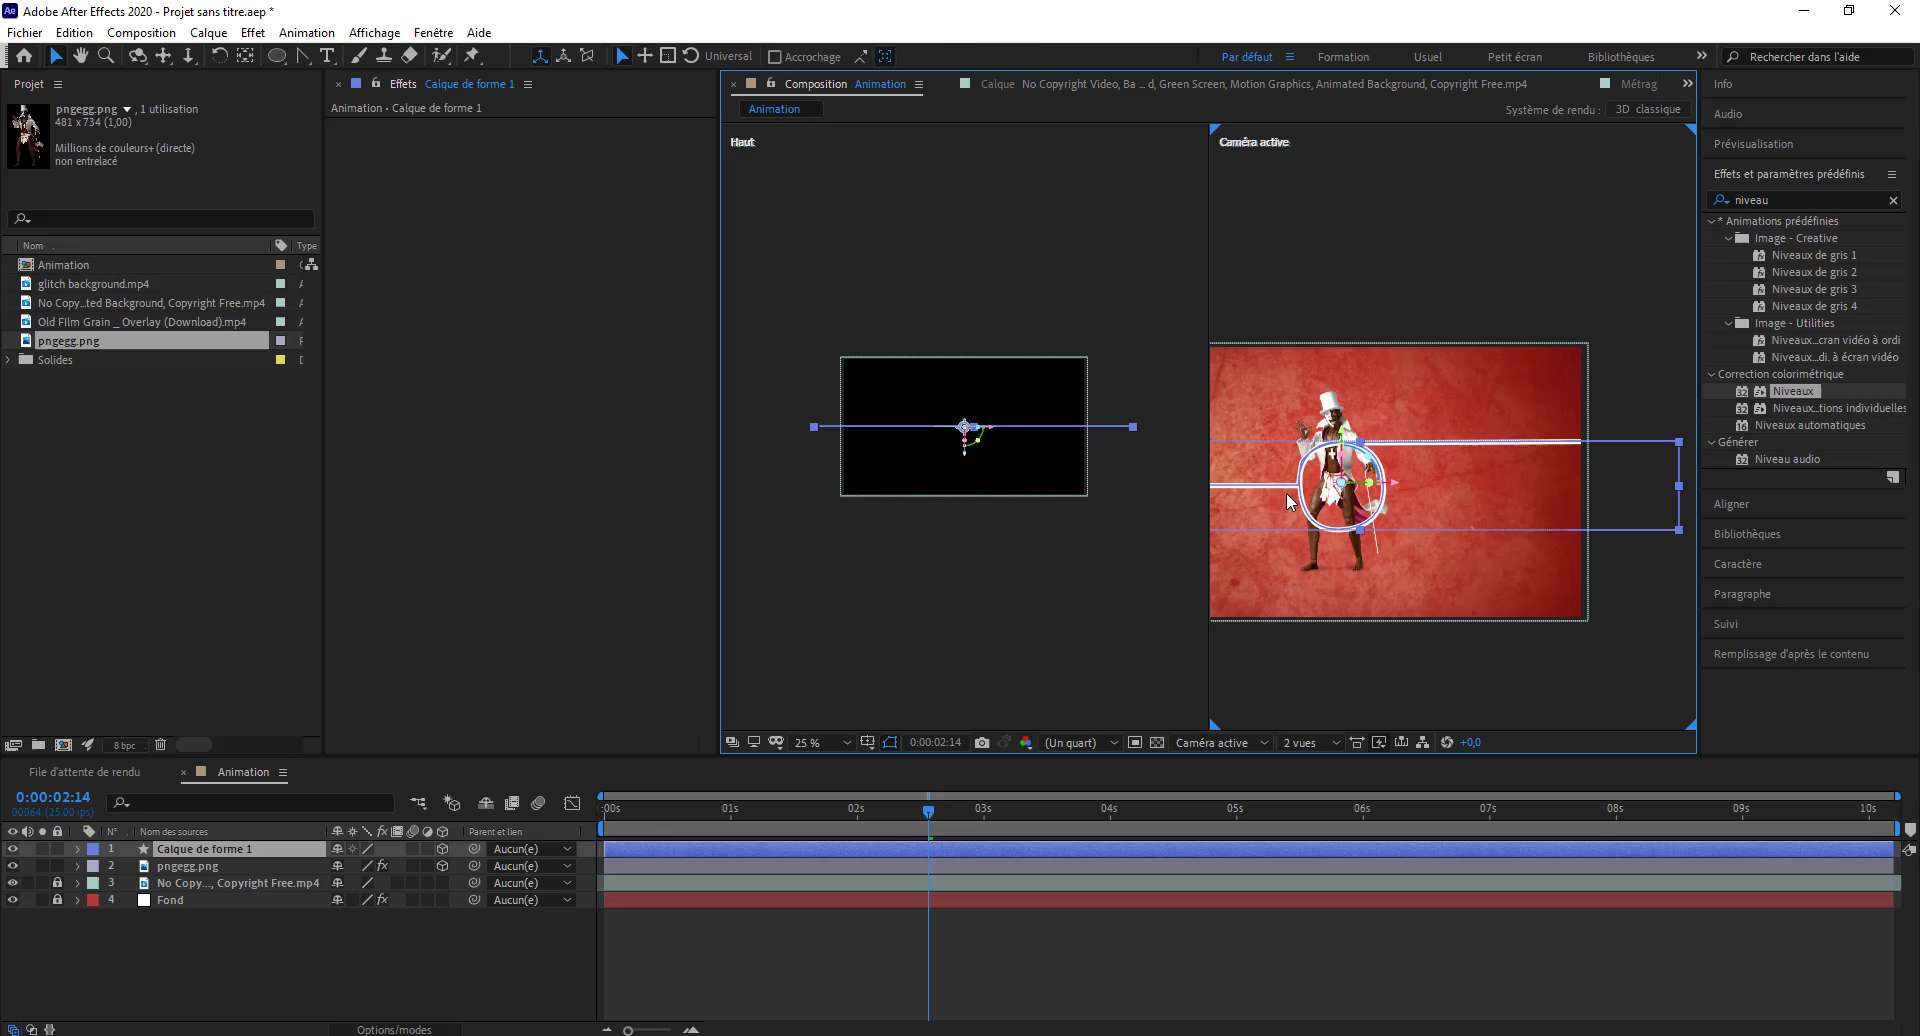 Adobe After Effects 2020 - Projet sans titre.aep *
Fichier Edition Composition Calque Effet Animation Affichage Fenêtre Aide
Universal Accrochage Par défaut Formation Usuel Petit écran Bibliothèques Rechercher dans l'aide
Projet
pngegg.png , 1 utilisation
481 x 734 (1,00)
Millions de couleurs+ (directe)
non entrelacé
Nom Type
Animation
glitch background.mp4
No Copy...ted Background, Copyright Free.mp4
Old FIlm Grain _ Overlay (Download).mp4
pngegg.png
Solides
8 bpc
Effets Calque de forme 1
Animation • Calque de forme 1
Composition Animation
Calque No Copyright Video, Ba ... d, Green Screen, Motion Graphics, Animated Background, Copyright Free.mp4
Métrag
Animation
Système de rendu : 3D classique
Haut
Caméra active
25 % 0:00:02:14 (Un quart) Caméra active 2 vues +0,0
Info
Audio
Prévisualisation
Effets et paramètres prédéfinis
niveau
* Animations prédéfinies
Image - Creative
Niveaux de gris 1
Niveaux de gris 2
Niveaux de gris 3
Niveaux de gris 4
Image - Utilities
Niveaux...cran vidéo à ordi
Niveaux...di. à écran vidéo
Correction colorimétrique
Niveaux
Niveaux...tions individuelles
Niveaux automatiques
Générer
Niveau audio
Aligner
Bibliothèques
Caractère
Paragraphe
Suivi
Remplissage d'après le contenu
File d'attente de rendu Animation
0:00:02:14
00064 (25.00 ips)
:00s 01s 02s 03s 04s 05s 06s 07s 08s 09s 10s
N° Nom des sources Parent et lien
1 Calque de forme 1 Aucun(e)
2 pngegg.png Aucun(e)
3 No Copy..., Copyright Free.mp4 Aucun(e)
4 Fond Aucun(e)
Options/modes